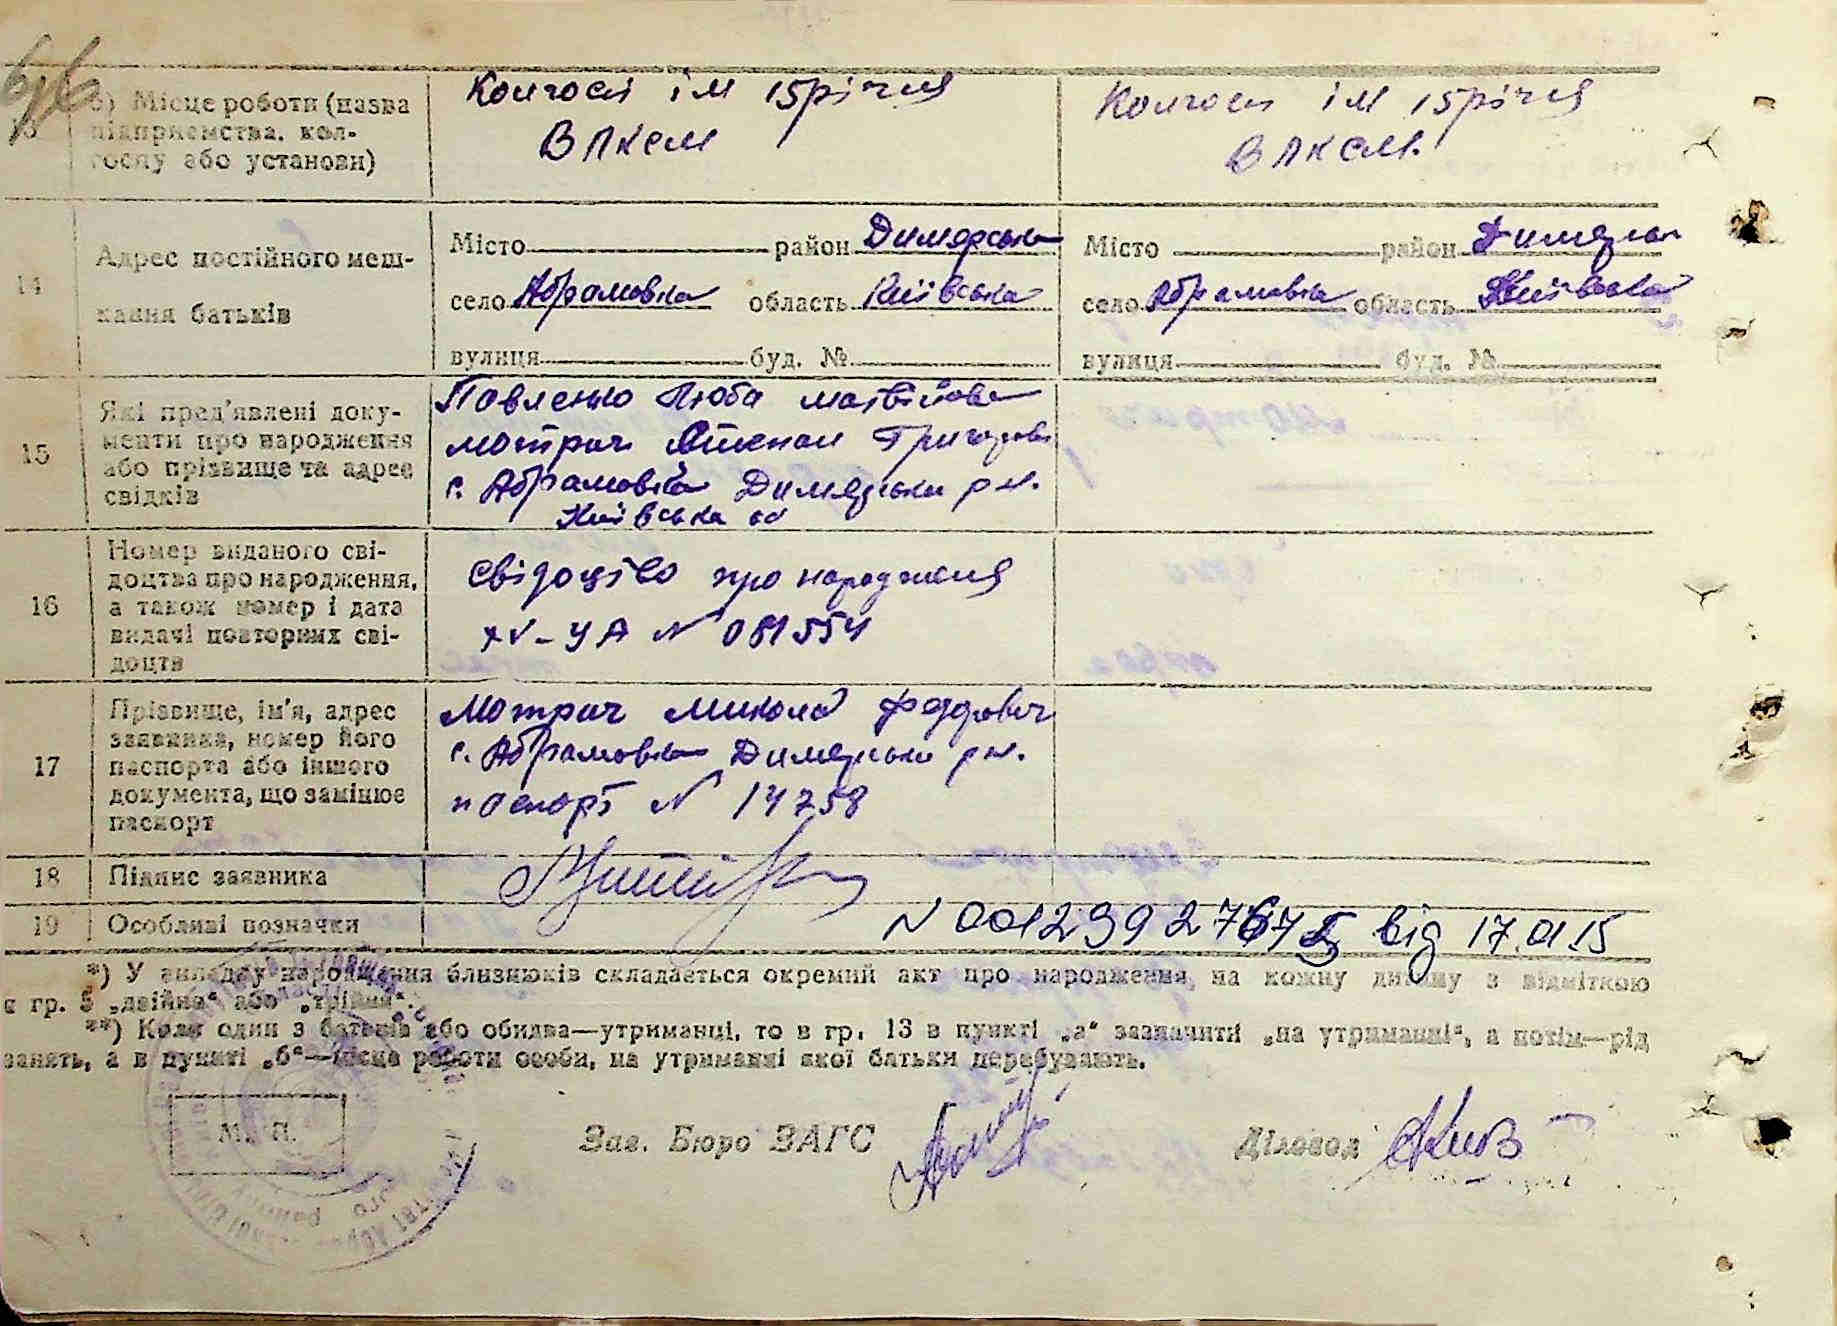 б) Місце роботи (назва підприємства, колгоспу або установи)
Колгосп ім 15річчя ВЛКСМ
Колгосп ім 15річчя ВЛКСМ.
14
Адрес постійного мешкання батьків
Місто район Димерська
село Абрамовка область Київська
вулиця буд. №
Місто район Димерськ
село Абрамовка область Київська
вулиця буд. №
15
Які пред'явлені документи про народження або прізвище та адрес свідків
Павленко Люба Матвійовна
Мотрич Степан Григоров
с. Абрамовка Димерський р-н.
Київська об
16
Номер виданого свідоцтва про народження, а також номер і дата видачі повторних свідоцтв
свідоцтво про народження
XV-УА № 081554
17
Прізвище, ім'я, адрес заявника, номер його паспорта або іншого документа, що замінює паспорт
Мотрич Микола Федорович
с. Абрамовка Димерський р-н.
паспорт № 14758
18
Підпис заявника
19
Особливі позначки
N 0012392767 від 17.01.15
*) У випадку народження близнюків складається окремий акт про народження на кожну дитину з відміткою
в гр. 5 „двійня“ або „трійня“.
**) Коли один з батьків або обидва—утриманці, то в гр. 13 в пункті „а“ зазначити „на утриманні“, а потім—рід
занять, а в пункті „б“—місце роботи особи, на утриманні якої батьки перебувають.
М. П.
Зав. Бюро ЗАГС
Діловод